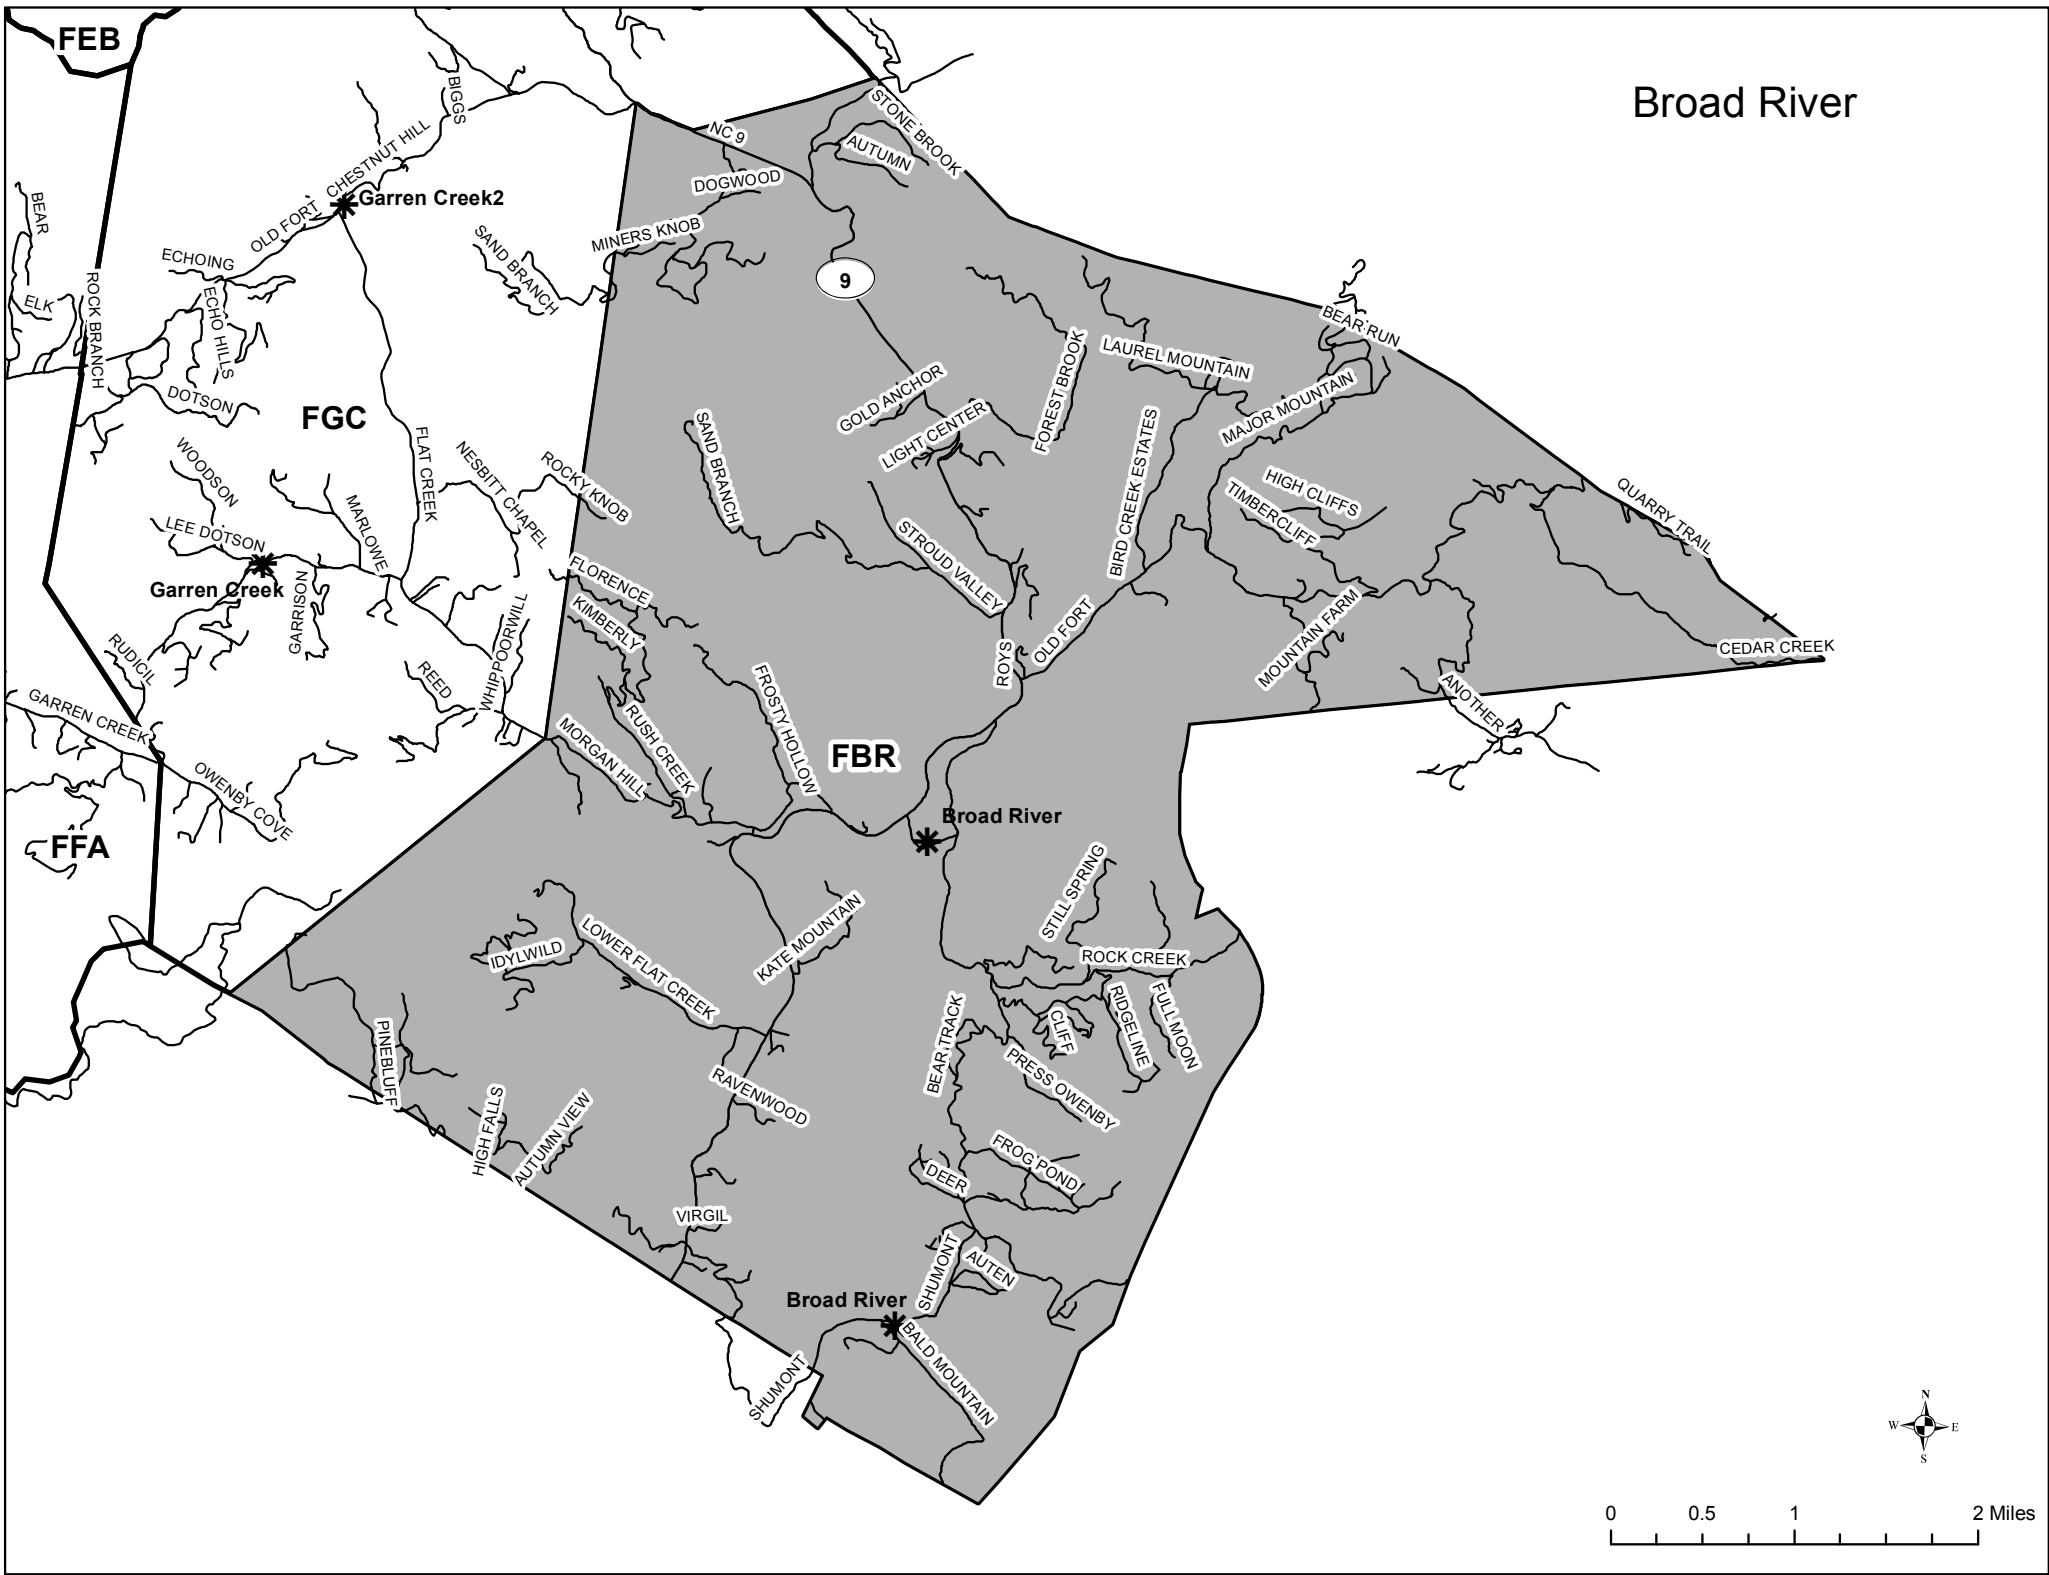 FEB
Broad River
BIGGS
STONE BROOK
NC 9
AUTUMN
CHESTNUT HILL
DOGWOOD
Garren Creek2
OLD FORT
BEAR
MINERS KNOB
SAND BRANCH
ECHOING
9
ROCK BRANCH
ELK
ECHO HILLS
BEAR RUN
LAUREL MOUNTAIN
FOREST BROOK
MAJOR MOUNTAIN
GOLD ANCHOR
DOTSON
FGC
LIGHT CENTER
FLAT CREEK
SAND BRANCH
BIRD CREEK ESTATES
NESBITT CHAPEL
ROCKY KNOB
WOODSON
HIGH CLIFFS
TIMBERCLIFF
QUARRY TRAIL
MARLOWE
LEE DOTSON
STROUD VALLEY
Garren Creek
GARRISON
FLORENCE
KIMBERLY
WHIPPOORWILL
OLD FORT
MOUNTAIN FARM
RUDICIL
REED
ROYS
CEDAR CREEK
ANOTHER
GARREN CREEK
FROSTY HOLLOW
RUSH CREEK
MORGAN HILL
FBR
OWENBY COVE
Broad River
FFA
STILL SPRING
KATE MOUNTAIN
LOWER FLAT CREEK
IDYLWILD
ROCK CREEK
RIDGELINE
FULL MOON
CLIFF
BEAR TRACK
PINEBLUFF
PRESS OWENBY
RAVENWOOD
HIGH FALLS
AUTUMN VIEW
FROG POND
DEER
VIRGIL
SHUMONT
AUTEN
Broad River
BALD MOUNTAIN
SHUMONT
N
W
E
S
0 0.5 1 2 Miles